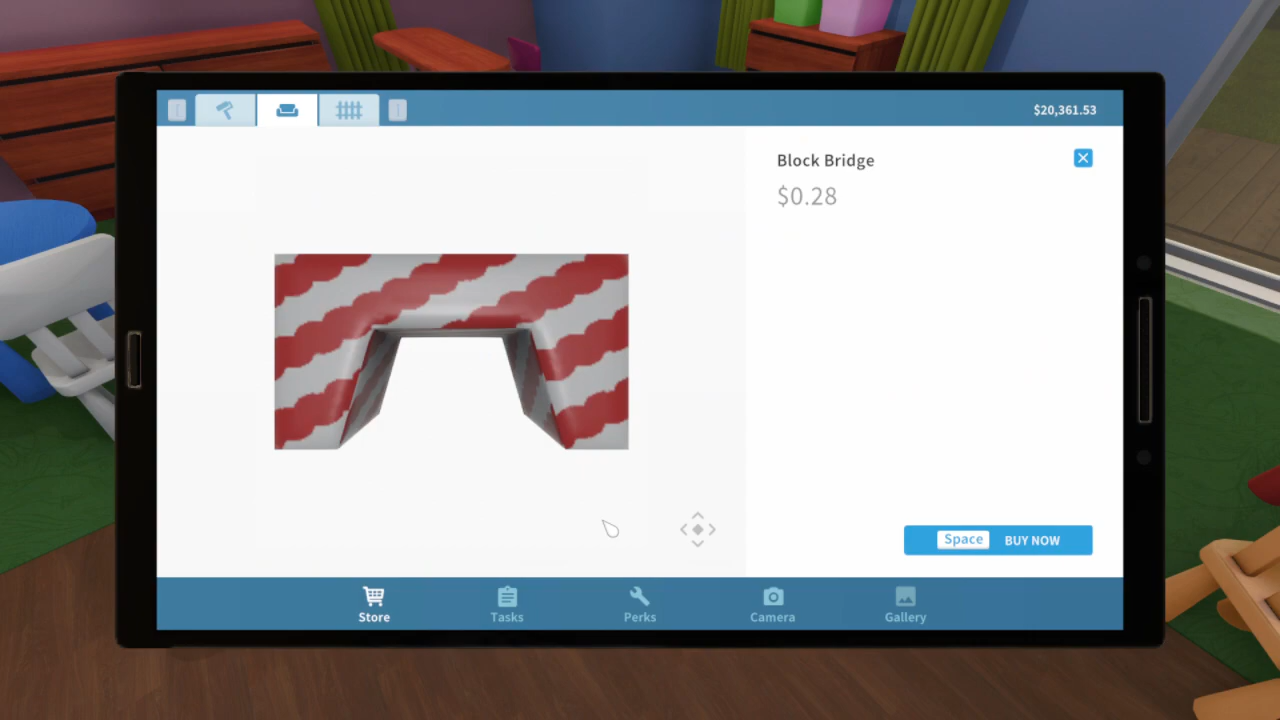 $20,361.53
Block Bridge
$0.28
Space BUY NOW
Store Tasks Perks Camera Gallery